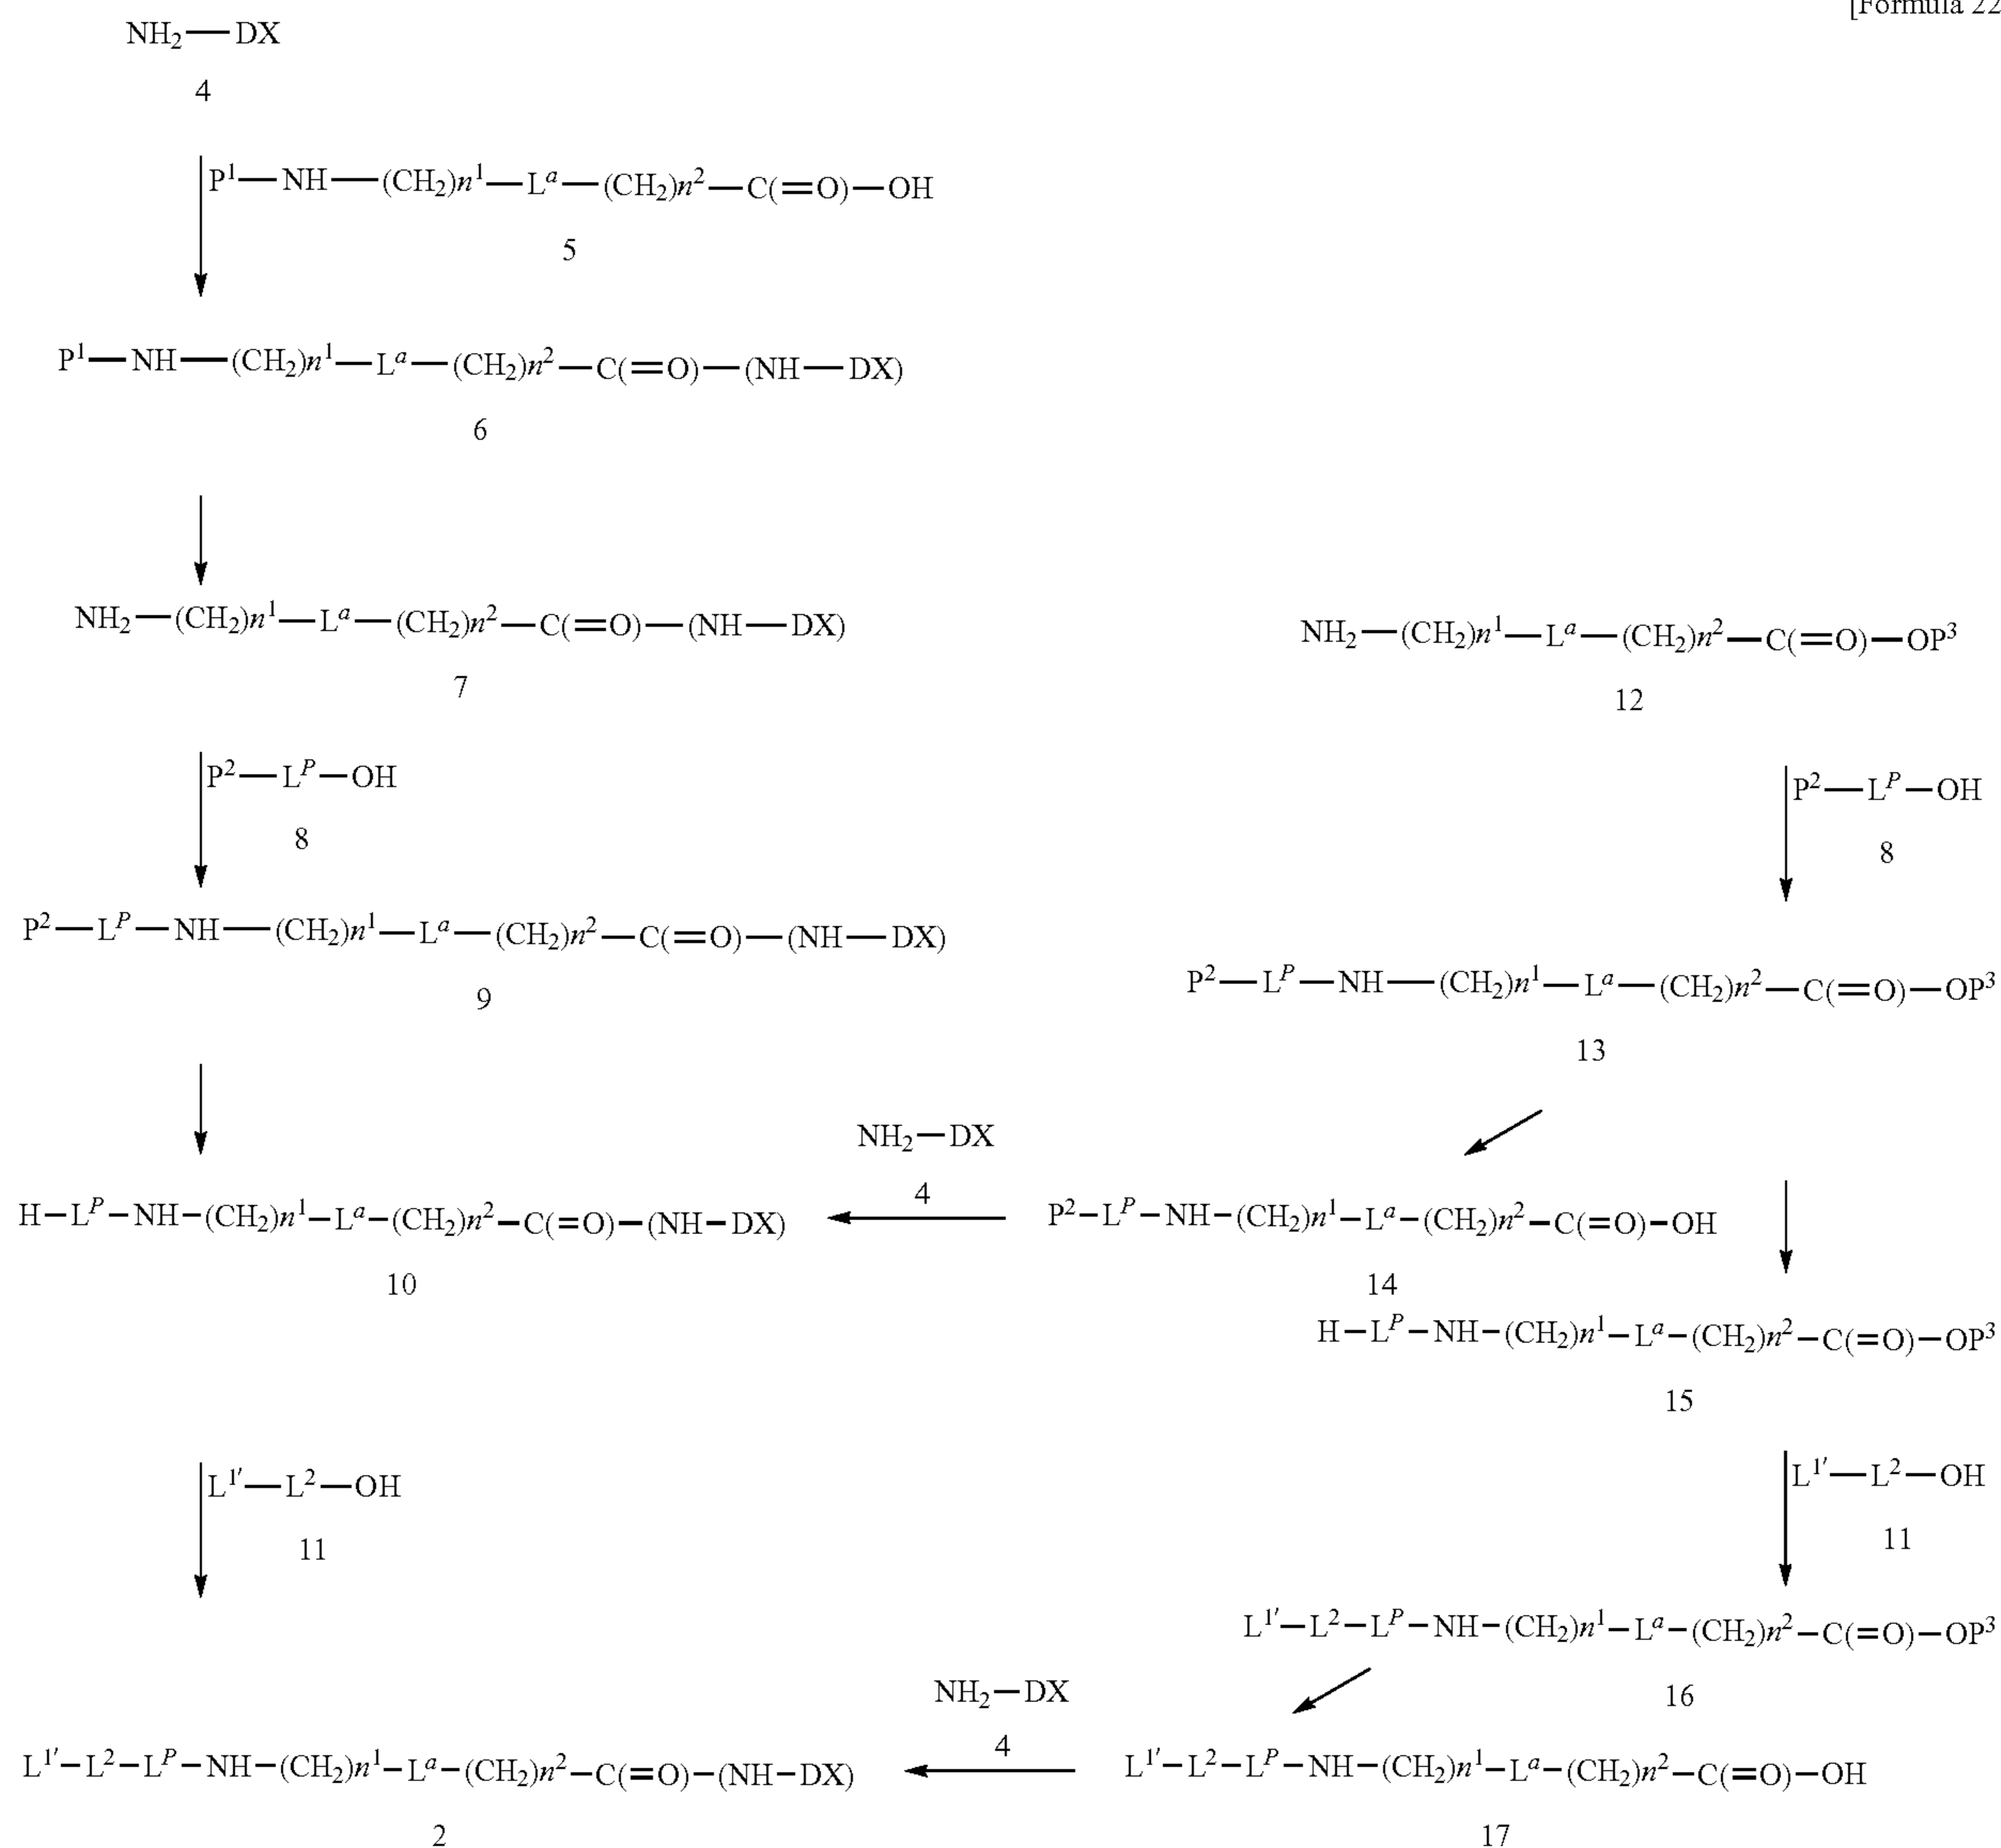 [Formula 22
NH₂—DX
4
P¹—NH—(CH₂)n¹—Lᵃ—(CH₂)n²—C(=O)—OH
5
P¹—NH—(CH₂)n¹—Lᵃ—(CH₂)n²—C(=O)—(NH—DX)
6
NH₂—(CH₂)n¹—Lᵃ—(CH₂)n²—C(=O)—(NH—DX)
7
NH₂—(CH₂)n¹—Lᵃ—(CH₂)n²—C(=O)—OP³
12
P²—Lᴾ—OH
8
P²—Lᴾ—OH
8
P²—Lᴾ—NH—(CH₂)n¹—Lᵃ—(CH₂)n²—C(=O)—(NH—DX)
9
P²—Lᴾ—NH—(CH₂)n¹—Lᵃ—(CH₂)n²—C(=O)—OP³
13
NH₂—DX
4
H—Lᴾ—NH—(CH₂)n¹—Lᵃ—(CH₂)n²—C(=O)—(NH—DX)
10
P²—Lᴾ—NH—(CH₂)n¹—Lᵃ—(CH₂)n²—C(=O)—OH
14
H—Lᴾ—NH—(CH₂)n¹—Lᵃ—(CH₂)n²—C(=O)—OP³
15
L¹′—L²—OH
11
L¹′—L²—OH
11
L¹′—L²—Lᴾ—NH—(CH₂)n¹—Lᵃ—(CH₂)n²—C(=O)—OP³
16
NH₂—DX
4
L¹′—L²—Lᴾ—NH—(CH₂)n¹—Lᵃ—(CH₂)n²—C(=O)—(NH—DX)
2
L¹′—L²—Lᴾ—NH—(CH₂)n¹—Lᵃ—(CH₂)n²—C(=O)—OH
17